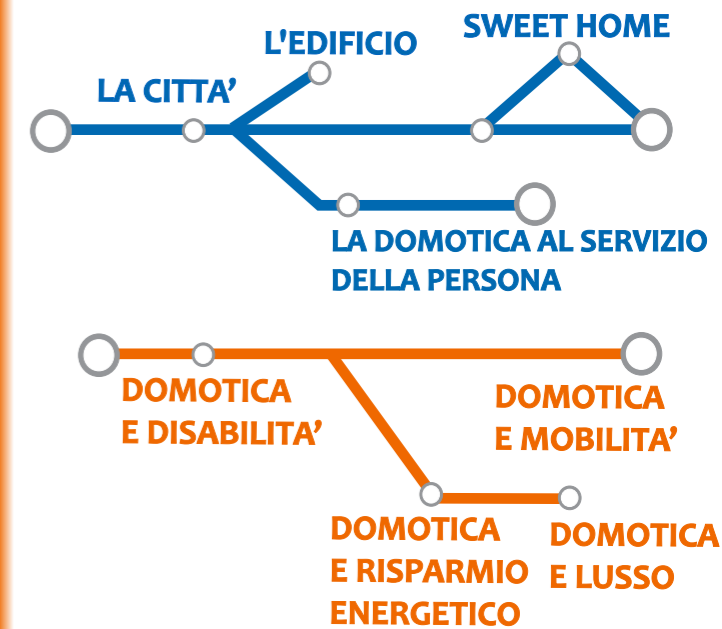 L'EDIFICIO
SWEET HOME
LA CITTA’
LA DOMOTICA AL SERVIZIO
DELLA PERSONA
DOMOTICA
E DISABILITA’
DOMOTICA
E MOBILITA’
DOMOTICA
E RISPARMIO
ENERGETICO
DOMOTICA
E LUSSO